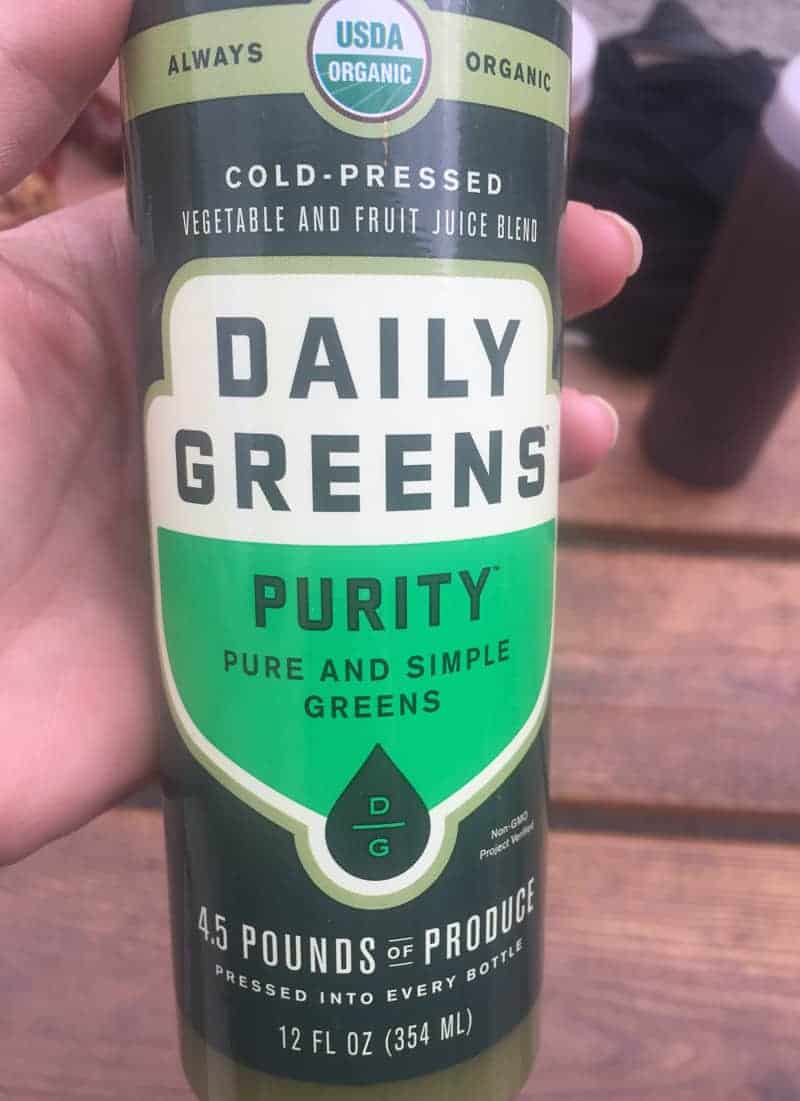 ALWAYS USDA ORGANIC
ORGANIC
COLD-PRESSED
VEGETABLE AND FRUIT JUICE BLEND
DAILY
GREENS
PURITY™
PURE AND SIMPLE
GREENS
D
G
Non-GMO
Project Verified
4.5 POUNDS OF PRODUCE
PRESSED INTO EVERY BOTTLE
12 FL OZ (354 ML)